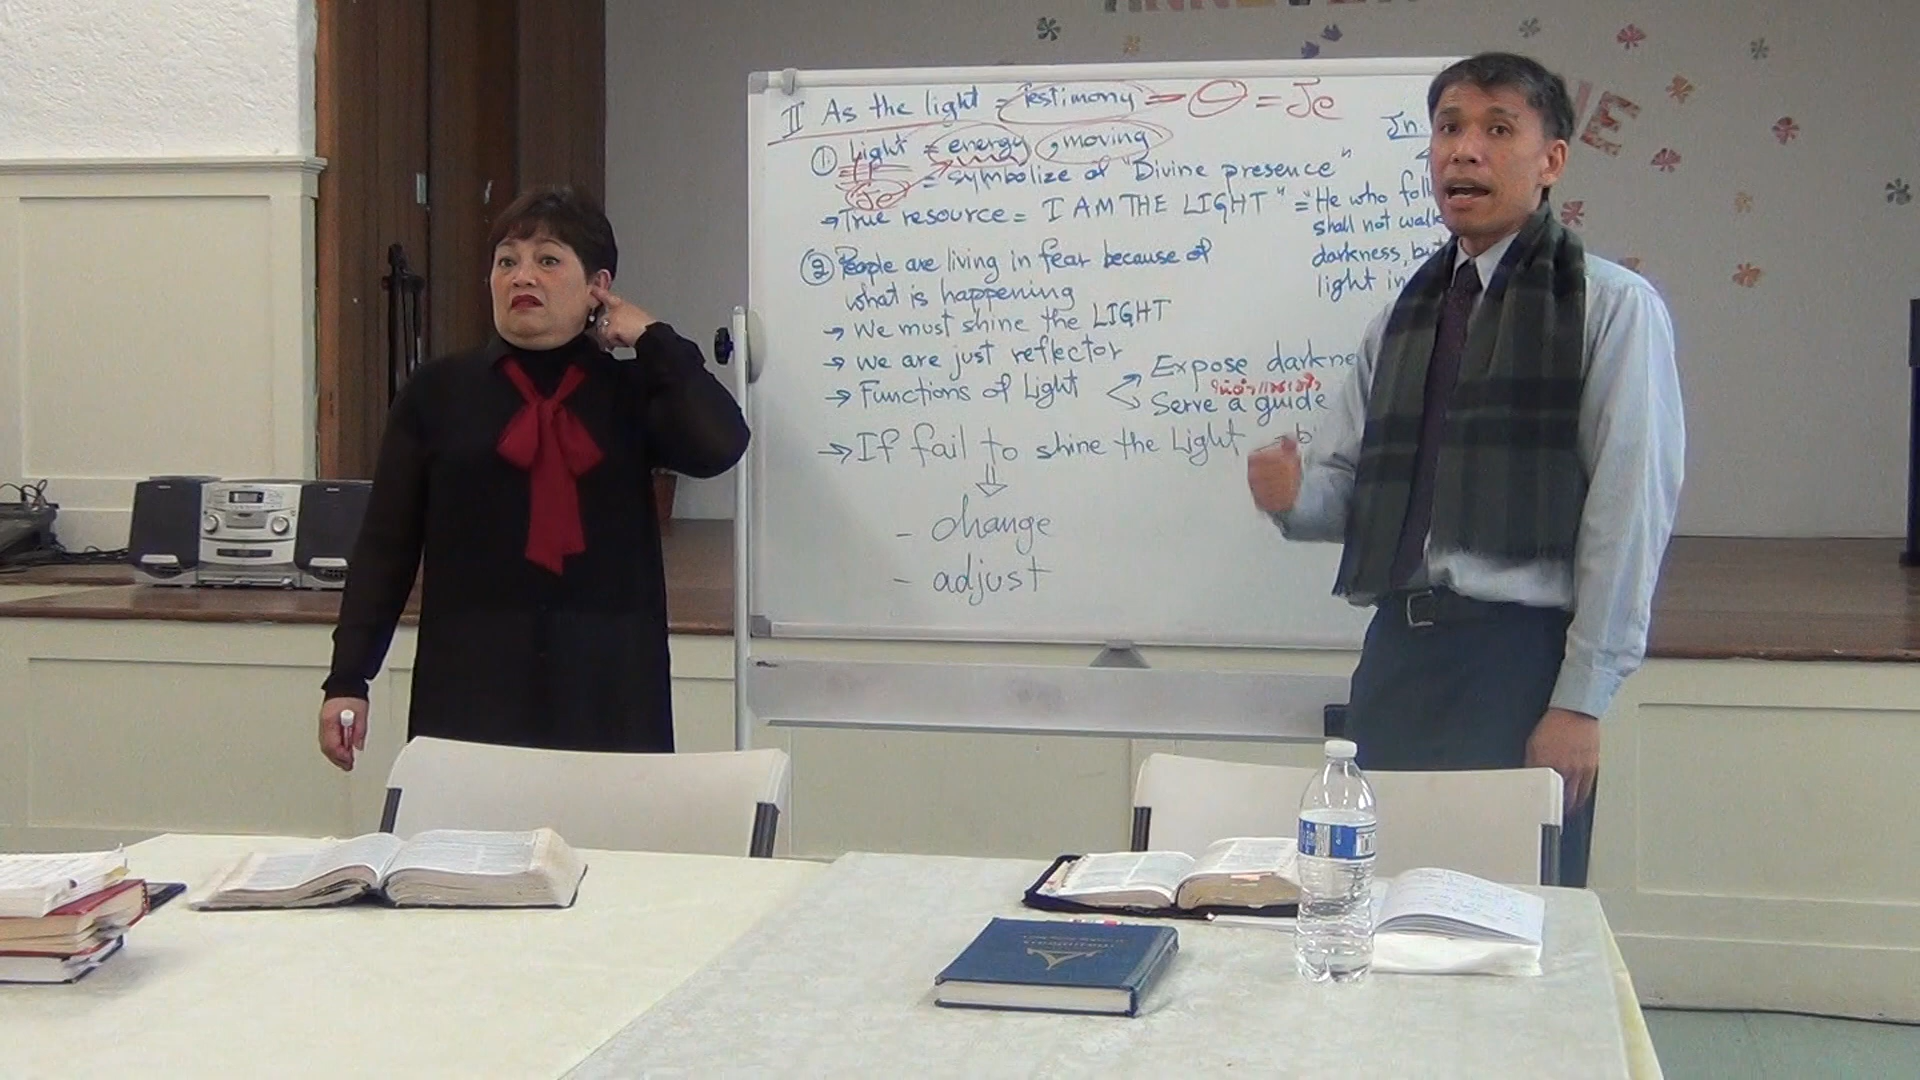 II As the light = Testimony = = Je
① Light = energy, moving
Je = symbolize of "Divine presence"
→ True resource = I AM THE LIGHT" =
Jn.
"He who foll
shall not walk
darkness, but
light in
② People are living in fear because of
what is happening
→ We must shine the LIGHT
→ we are just reflector
→ Functions of Light
Expose darkne
Serve a guide
→ If fail to shine the Light
- change
- adjust